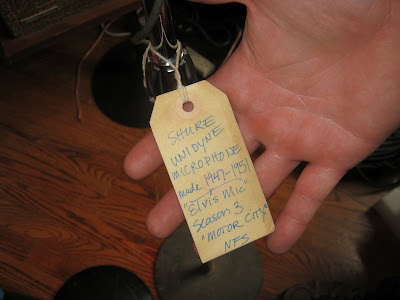 SHURE
UNIDYNE
MICROPHONE
made 1947-1951
"Elvis Mic"
Season 3
"MOTOR CITY"
NFS